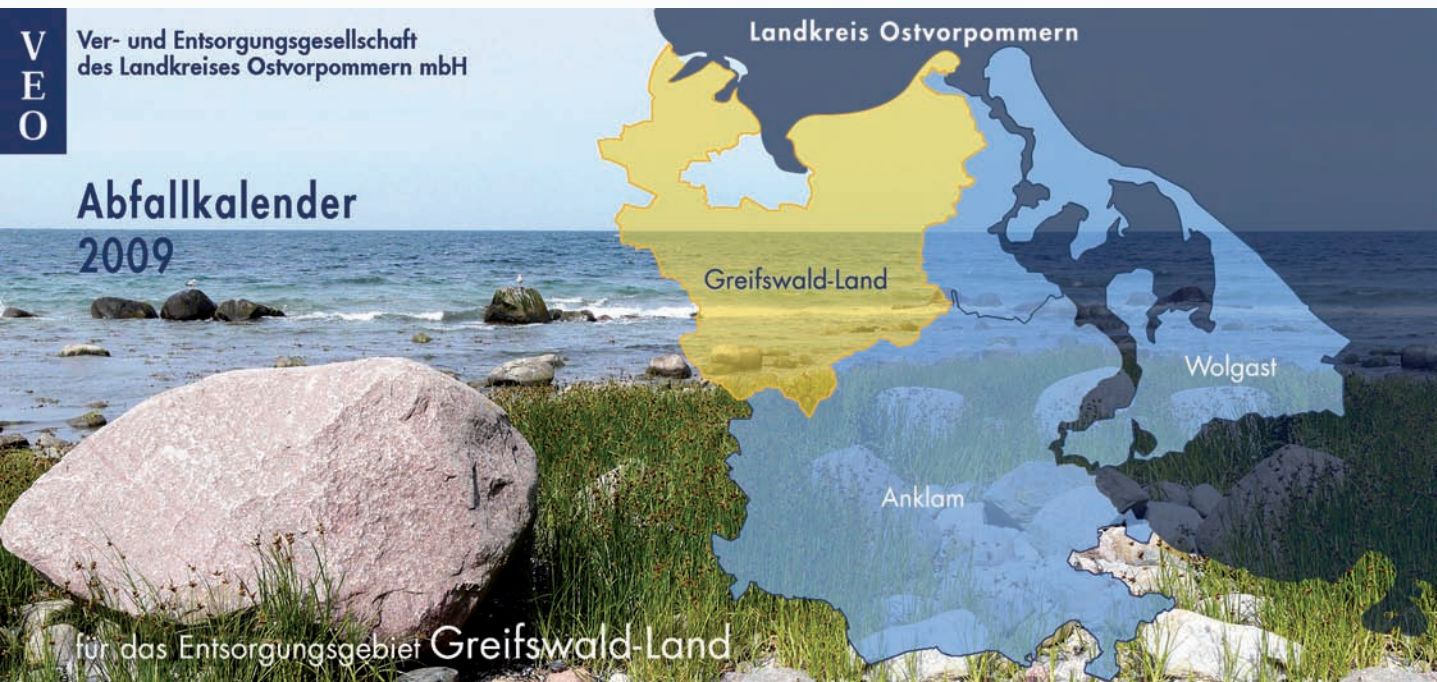 VEO
Ver- und Entsorgungsgesellschaft
des Landkreises Ostvorpommern mbH
Landkreis Ostvorpommern
Abfallkalender
2009
Greifswald-Land
Wolgast
Anklam
für das Entsorgungsgebiet Greifswald-Land